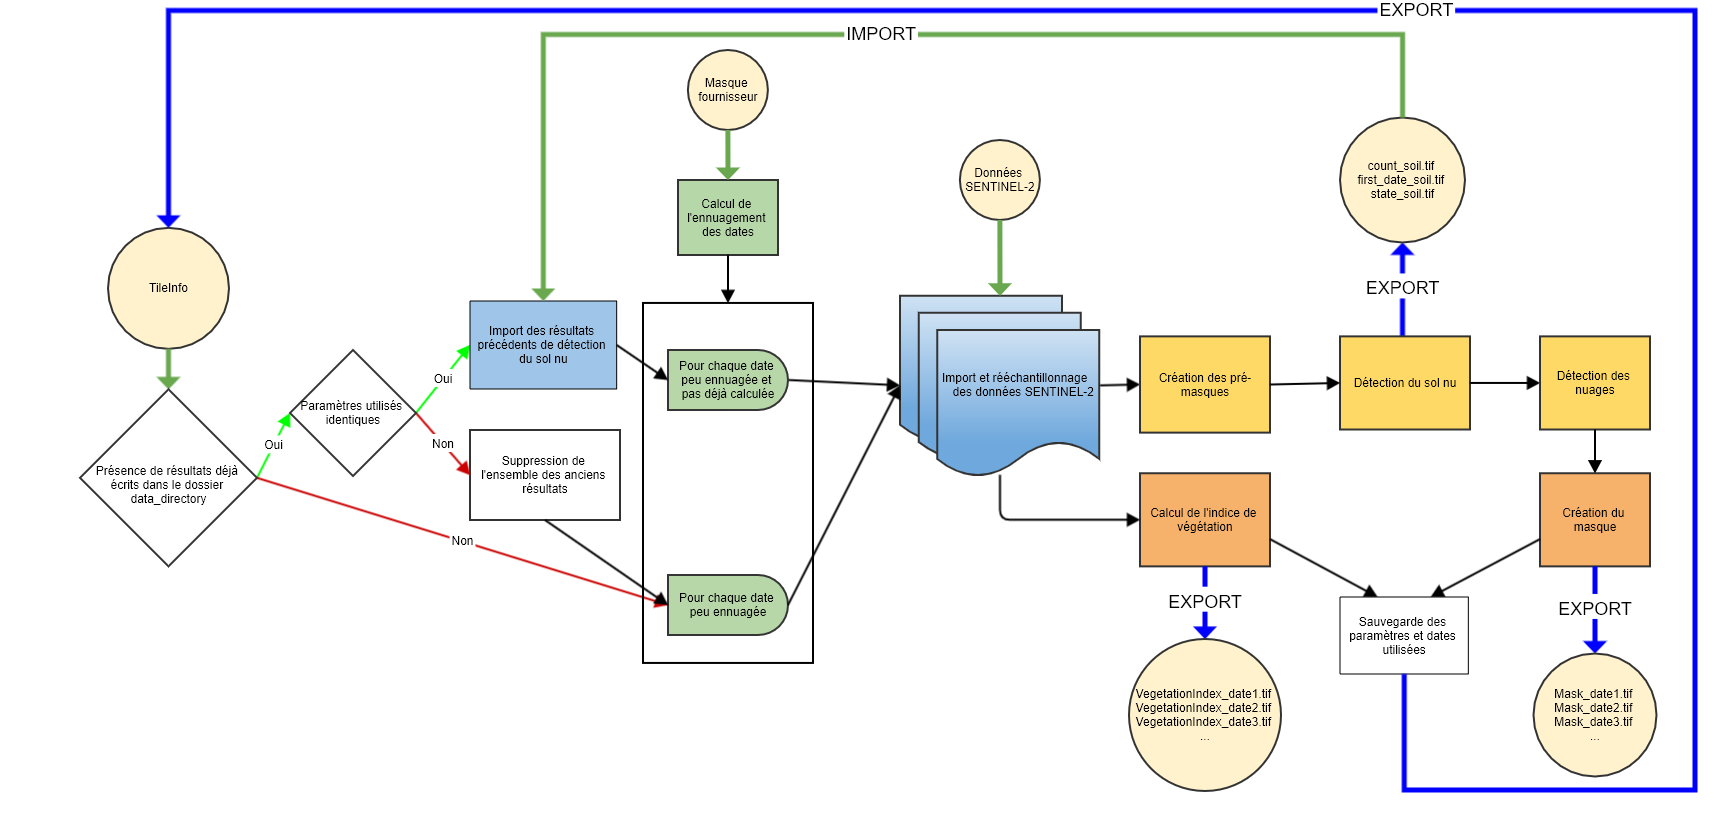 EXPORT
IMPORT
Masque
fournisseur
Données
SENTINEL-2
count_soil.tif
first_date_soil.tif
state_soil.tif
Calcul de
l'ennuagement
des dates
TileInfo
EXPORT
Import des résultats
précédents de détection
du sol nu
Pour chaque date
peu ennuagée et
pas déjà calculée
Import et rééchantillonnage
des données SENTINEL-2
Création des pré-
masques
Détection du sol nu
Détection des
nuages
Oui
Paramètres utilisés
identiques
Oui
Non
Présence de résultats déjà
écrits dans le dossier
data_directory
Suppression de
l'ensemble des anciens
résultats
Non
Calcul de l'indice de
végétation
Création du
masque
Pour chaque date
peu ennuagée
EXPORT
EXPORT
Sauvegarde des
paramètres et dates
utilisées
VegetationIndex_date1.tif
VegetationIndex_date2.tif
VegetationIndex_date3.tif
...
Mask_date1.tif
Mask_date2.tif
Mask_date3.tif
...